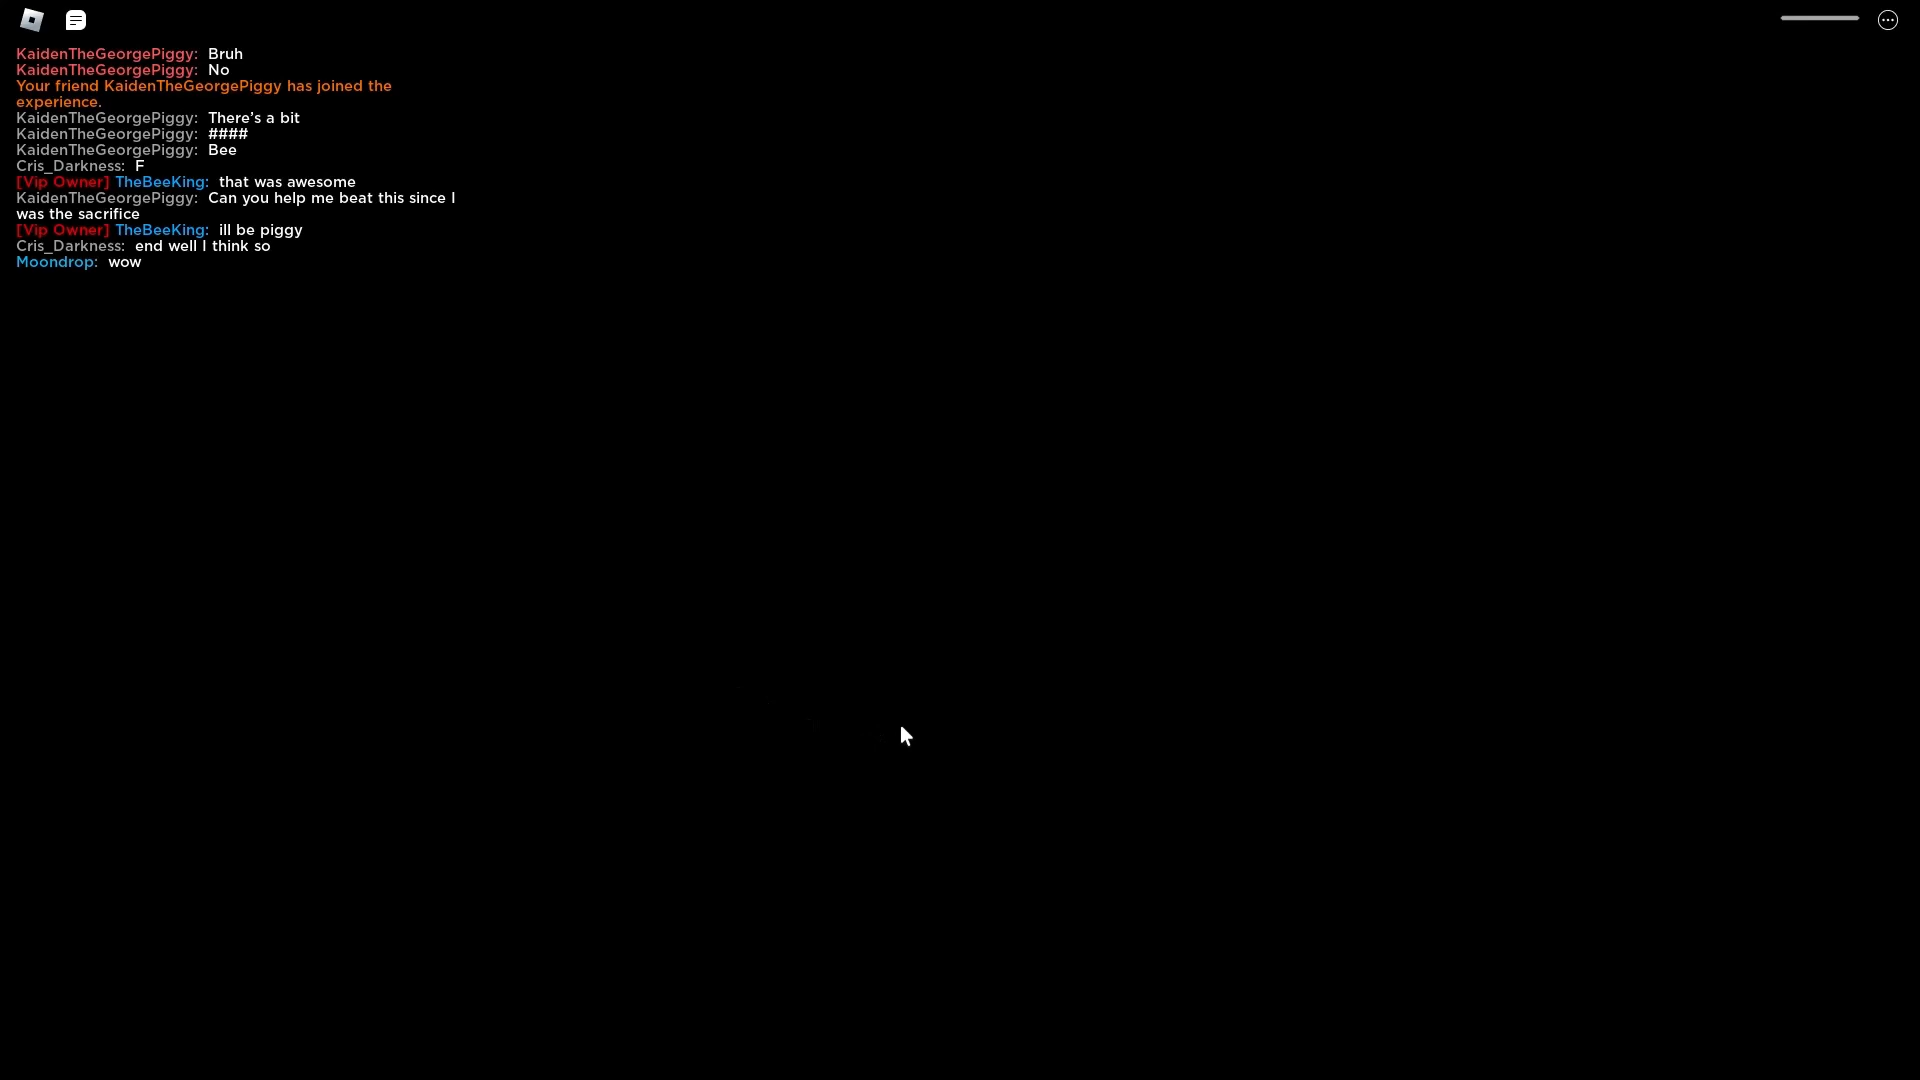 KaidenTheGeorgePiggy: Bruh
KaidenTheGeorgePiggy: No
Your friend KaidenTheGeorgePiggy has joined the
experience.
KaidenTheGeorgePiggy: There's a bit
KaidenTheGeorgePiggy: ####
KaidenTheGeorgePiggy: Bee
Cris_Darkness: F
[Vip Owner] TheBeeKing: that was awesome
KaidenTheGeorgePiggy: Can you help me beat this since I
was the sacrifice
[Vip Owner] TheBeeKing: ill be piggy
Cris_Darkness: end well I think so
Moondrop: wow